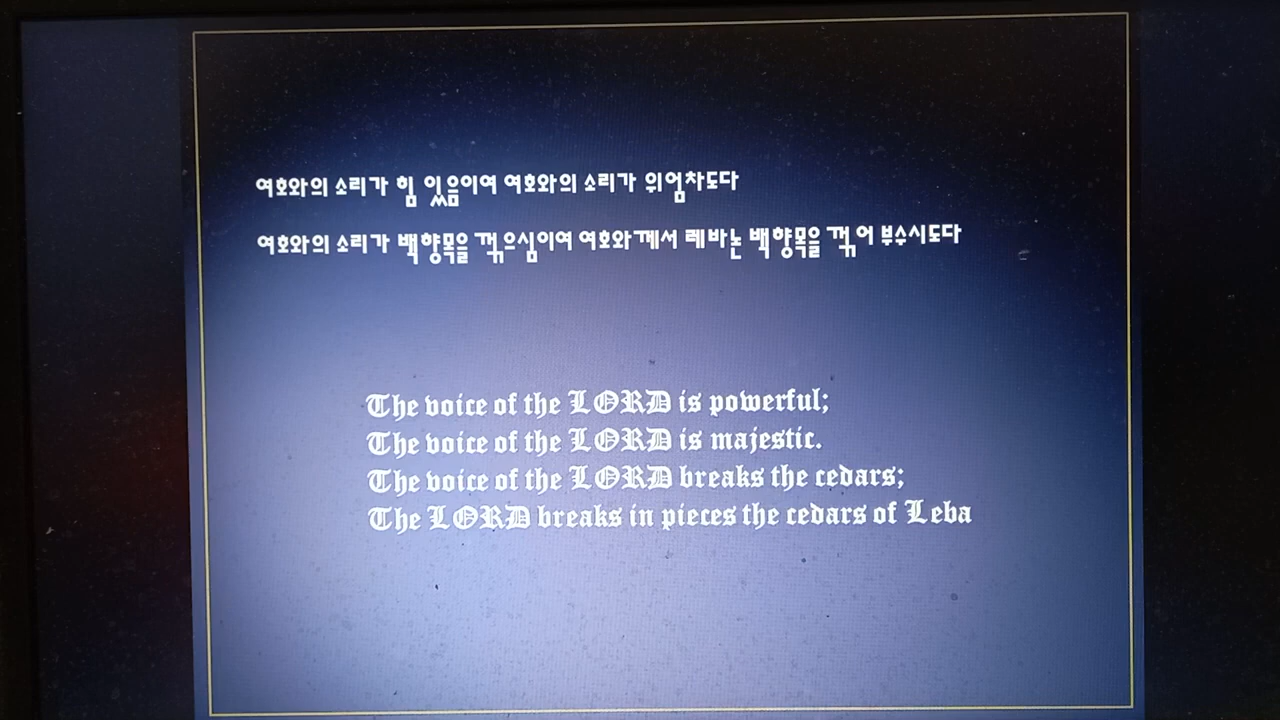 여호와의 소리가 힘 있음이여 여호와의 소리가 위엄차도다
여호와의 소리가 백향목을 꺾으심이여 여호와께서 레바논 백향목을 꺾어 부수시도다
The voice of the LORD is powerful;
The voice of the LORD is majestic.
The voice of the LORD breaks the cedars;
The LORD breaks in pieces the cedars of Leba